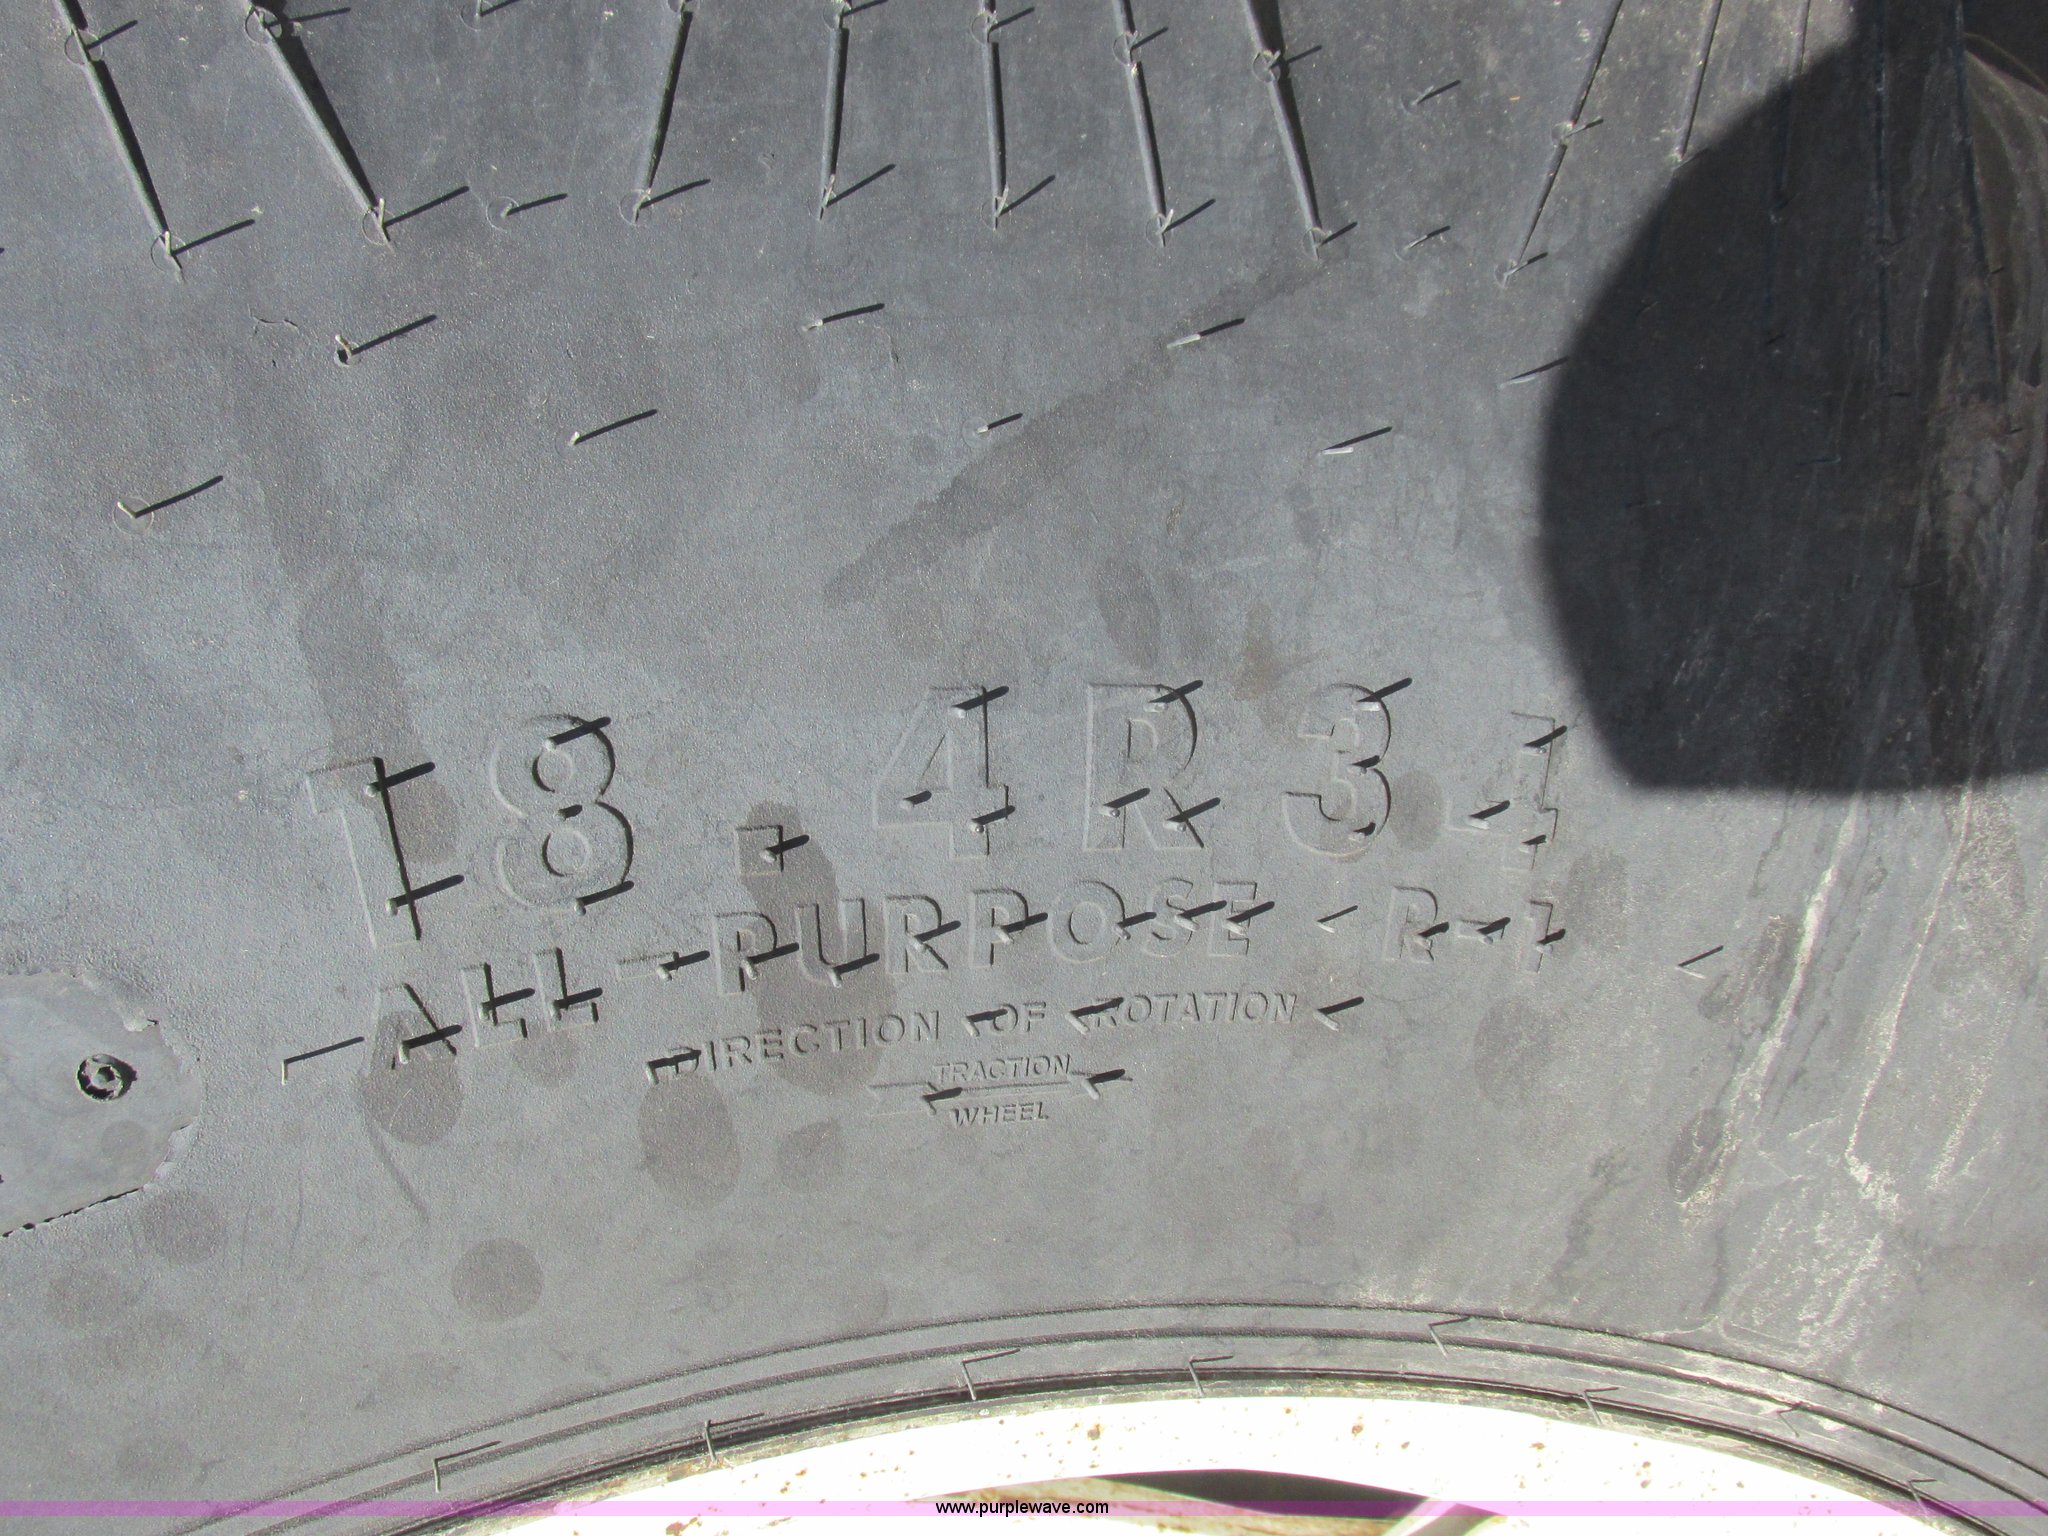 18.4R34
ALL-PURPOSE R-1
DIRECTION OF ROTATION
TRACTION
WHEEL
www.purplewave.com